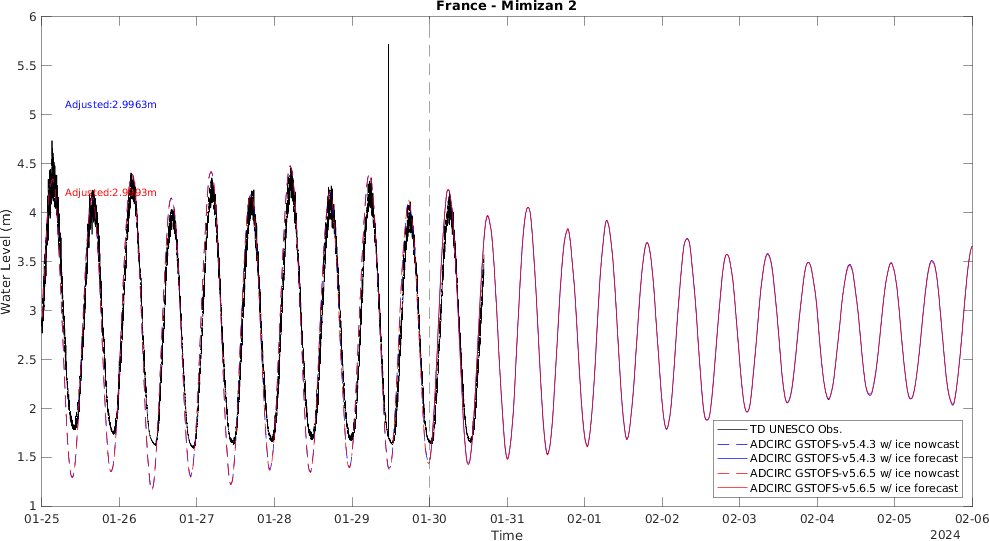 France - Mimizan 2
Water Level (m)
6
5.5
5
4.5
4
3.5
3
2.5
2
1.5
1
Adjusted:2.9963m
TD UNESCO Obs.
ADCIRC GSTOFS-v5.4.3 w/ ice nowcast
ADCIRC GSTOFS-v5.4.3 w/ ice forecast
ADCIRC GSTOFS-v5.6.5 w/ ice nowcast
ADCIRC GSTOFS-v5.6.5 w/ ice forecast
01-25 01-26 01-27 01-28 01-29 01-30 01-31 02-01 02-02 02-03 02-04 02-05 02-06
Time
2024